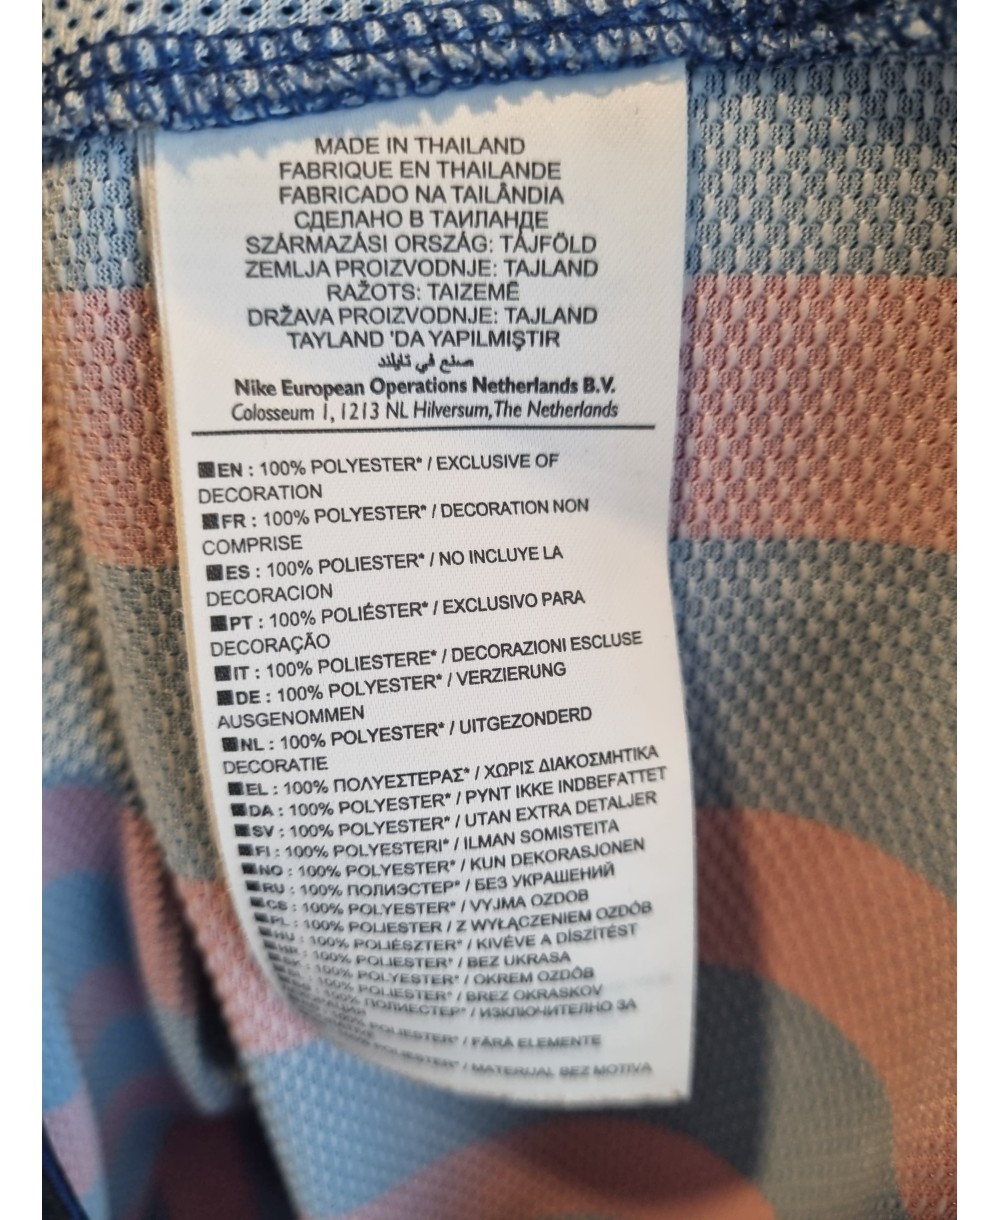 MADE IN THAILAND
FABRIQUE EN THAILANDE
FABRICADO NA TAILÂNDIA
СДЕЛАНО В ТАИЛАНДЕ
SZÁRMAZÁSI ORSZÁG: TÁJFÖLD
ZEMLJA PROIZVODNJE: TAJLAND
RAŽOTS: TAIZEMĒ
DRŽAVA PROIZVODNJE: TAJLAND
TAYLAND 'DA YAPILMIŞTIR
صنع في تايلند
Nike European Operations Netherlands B.V.
Colosseum 1, 1213 NL Hilversum, The Netherlands
EN : 100% POLYESTER* / EXCLUSIVE OF
DECORATION
FR : 100% POLYESTER* / DECORATION NON
COMPRISE
ES : 100% POLIESTER* / NO INCLUYE LA
DECORACION
PT : 100% POLIÉSTER* / EXCLUSIVO PARA
DECORAÇÃO
IT : 100% POLIESTERE* / DECORAZIONI ESCLUSE
DE : 100% POLYESTER* / VERZIERUNG
AUSGENOMMEN
NL : 100% POLYESTER* / UITGEZONDERD
DECORATIE
EL : 100% ΠΟΛΥΕΣΤΕΡΑΣ* / ΧΩΡΙΣ ΔΙΑΚΟΣΜΗΤΙΚΑ
DA : 100% POLYESTER* / PYNT IKKE INDBEFATTET
SV : 100% POLYESTER* / UTAN EXTRA DETALJER
FI : 100% POLYESTERI* / ILMAN SOMISTEITA
NO : 100% POLYESTER* / KUN DEKORASJONEN
RU : 100% ПОЛИЭСТЕР* / БЕЗ УКРАШЕНИЙ
CS : 100% POLYESTER* / VYJMA OZDOB
PL : 100% POLIESTER / Z WYŁĄCZENIEM OZDÓB
HU : 100% POLIÉSZTER* / KIVÉVE A DÍSZÍTÉST
HR : 100% POLIESTER* / BEZ UKRASA
SK : 100% POLYESTER* / OKREM OZDÔB
100% POLIESTER* / BREZ OKRASKOV
100% ПОЛИЕСТЕР* / ИЗКЛЮЧИТЕЛНО ЗА
100% POLIESTER* / FĂRĂ ELEMENTE
100% POLIESTER* / MATERIJAL BEZ MOTIVA